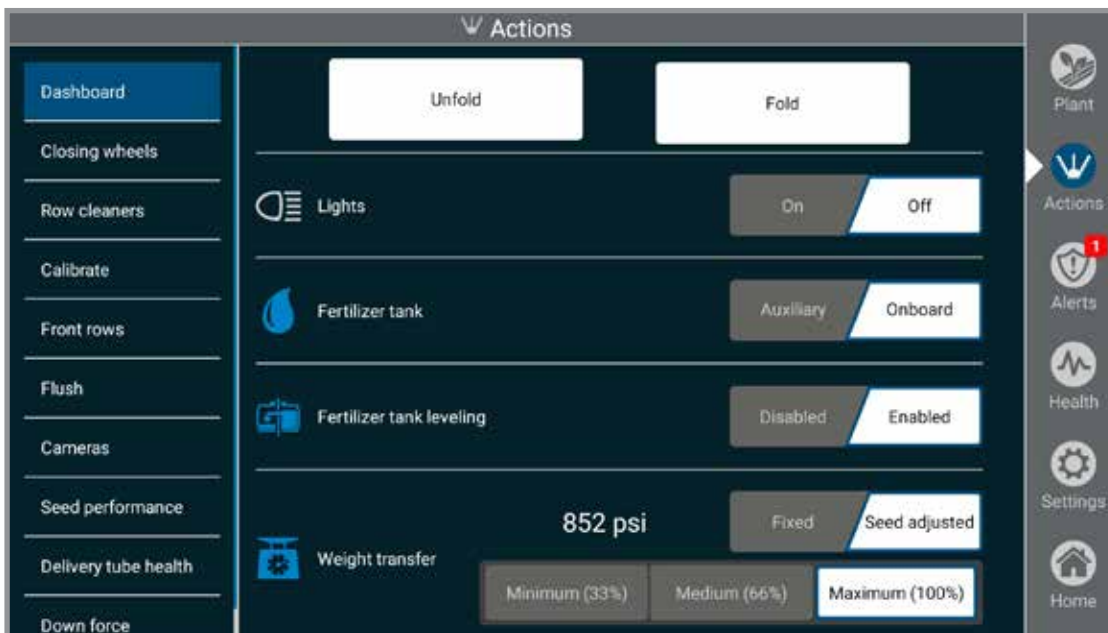 Actions
Dashboard
Closing wheels
Row cleaners
Calibrate
Front rows
Flush
Cameras
Seed performance
Delivery tube health
Down force
Unfold
Fold
Lights
On
Off
Fertilizer tank
Auxiliary
Onboard
Fertilizer tank leveling
Disabled
Enabled
Weight transfer
852 psi
Fixed
Seed adjusted
Minimum (33%)
Medium (66%)
Maximum (100%)
Plant
Actions
1
Alerts
Health
Settings
Home